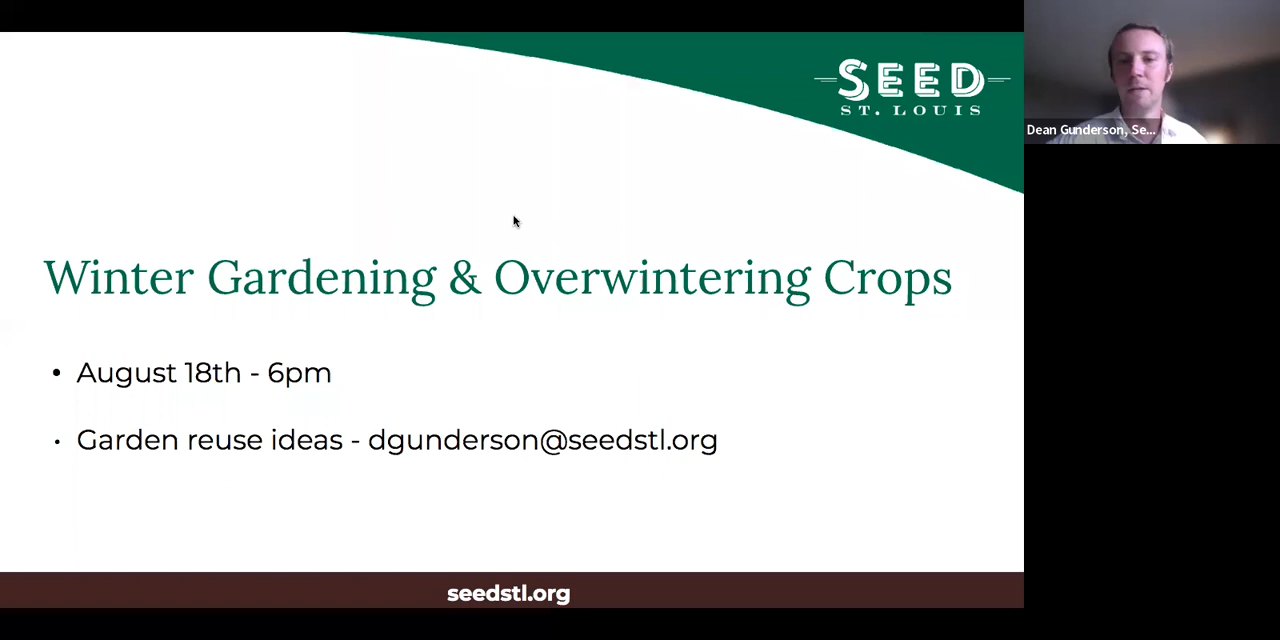 SEED
ST. LOUIS
Dean Gunderson, Se...
Winter Gardening & Overwintering Crops
• August 18th - 6pm
• Garden reuse ideas - dgunderson@seedstl.org
seedstl.org